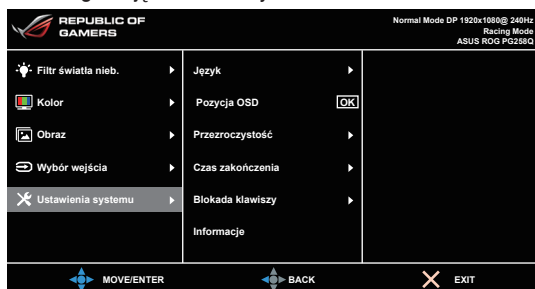 REPUBLIC OF
GAMERS
Normal Mode DP 1920x1080@ 240Hz
Racing Mode
ASUS ROG PG258Q
Filtr światła nieb.
Kolor
Obraz
Wybór wejścia
Ustawienia systemu
Język
Pozycja OSD OK
Przezroczystość
Czas zakończenia
Blokada klawiszy
Informacje
MOVE/ENTER BACK EXIT